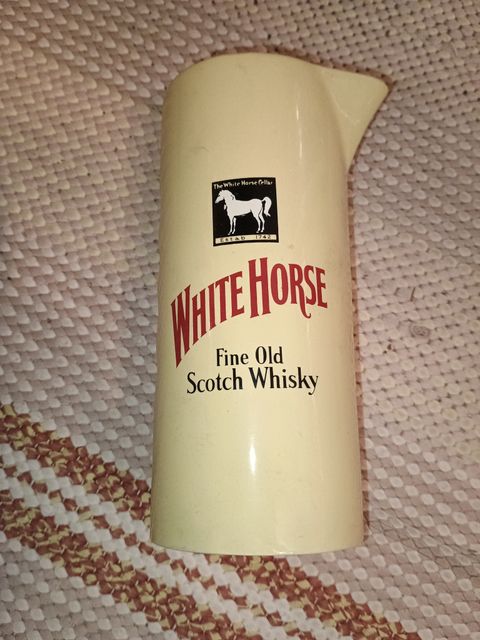 The White Horse Cellar
Estab 1742
WHITE HORSE
Fine Old
Scotch Whisky